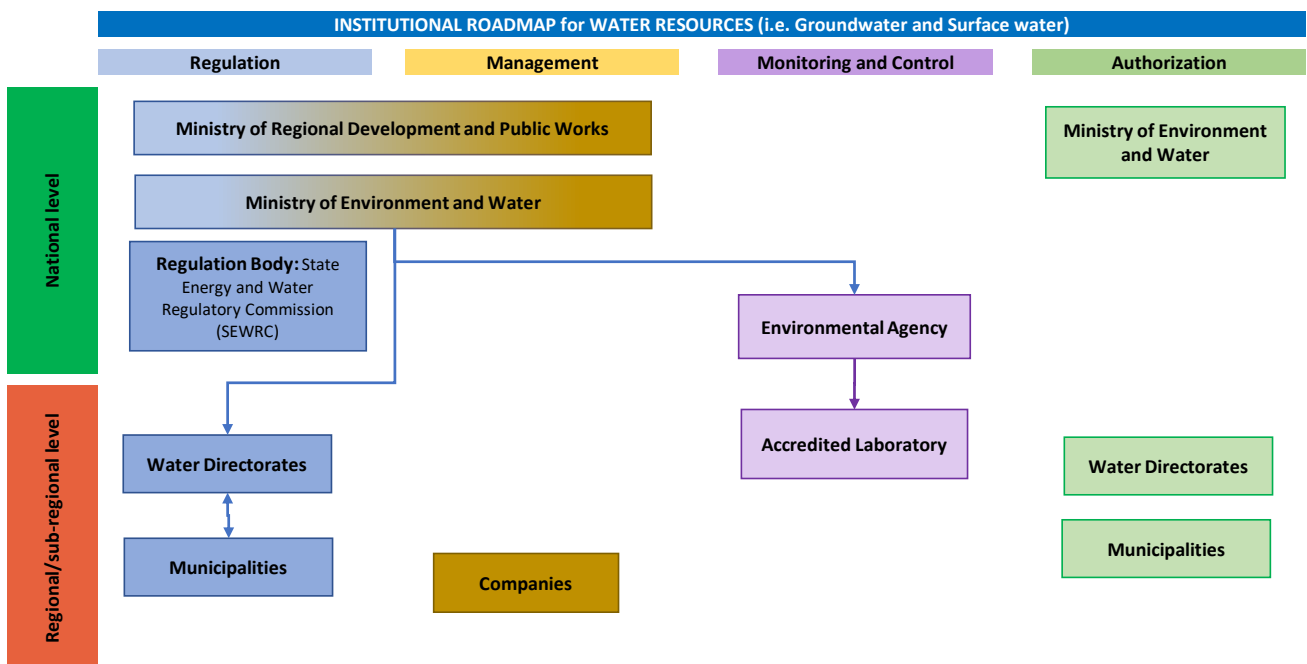 INSTITUTIONAL ROADMAP for WATER RESOURCES (i.e. Groundwater and Surface water)
Regulation
Management
Monitoring and Control
Authorization
National level
Ministry of Regional Development and Public Works
Ministry of Environment
and Water
Ministry of Environment and Water
Regulation Body: State
Energy and Water
Regulatory Commission
(SEWRC)
Environmental Agency
Regional/sub-regional level
Water Directorates
Accredited Laboratory
Water Directorates
Municipalities
Companies
Municipalities